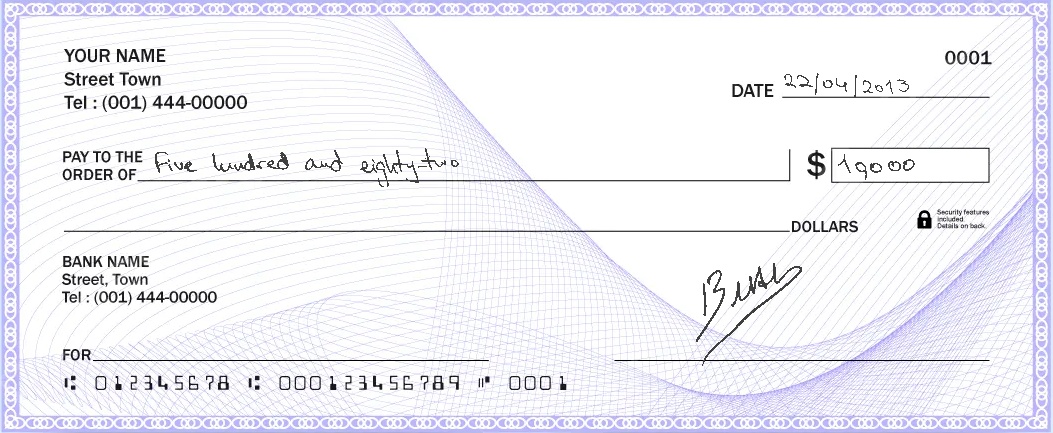 YOUR NAME
0001
Street Town
DATE 22/04/2013
Tel : (001) 444-00000
PAY TO THE ORDER OF Five hundred and eighty-two $ 19000
DOLLARS
Security features included. Details on back.
BANK NAME
Street, Town
Tel : (001) 444-00000
FOR
⑆ 012345678 ⑆ 000123456789 ⑈ 0001